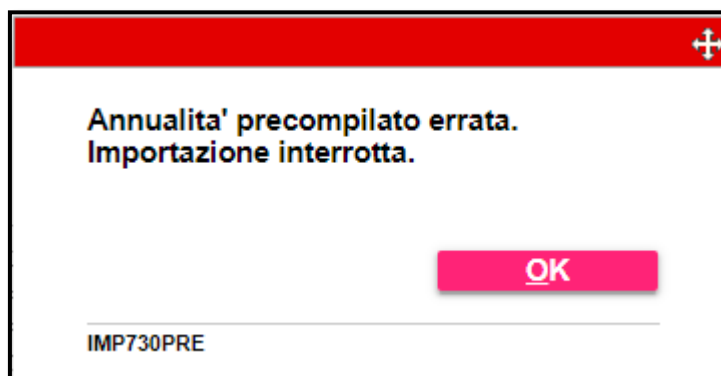 Annualita' precompilato errata.
Importazione interrotta.
OK
IMP730PRE